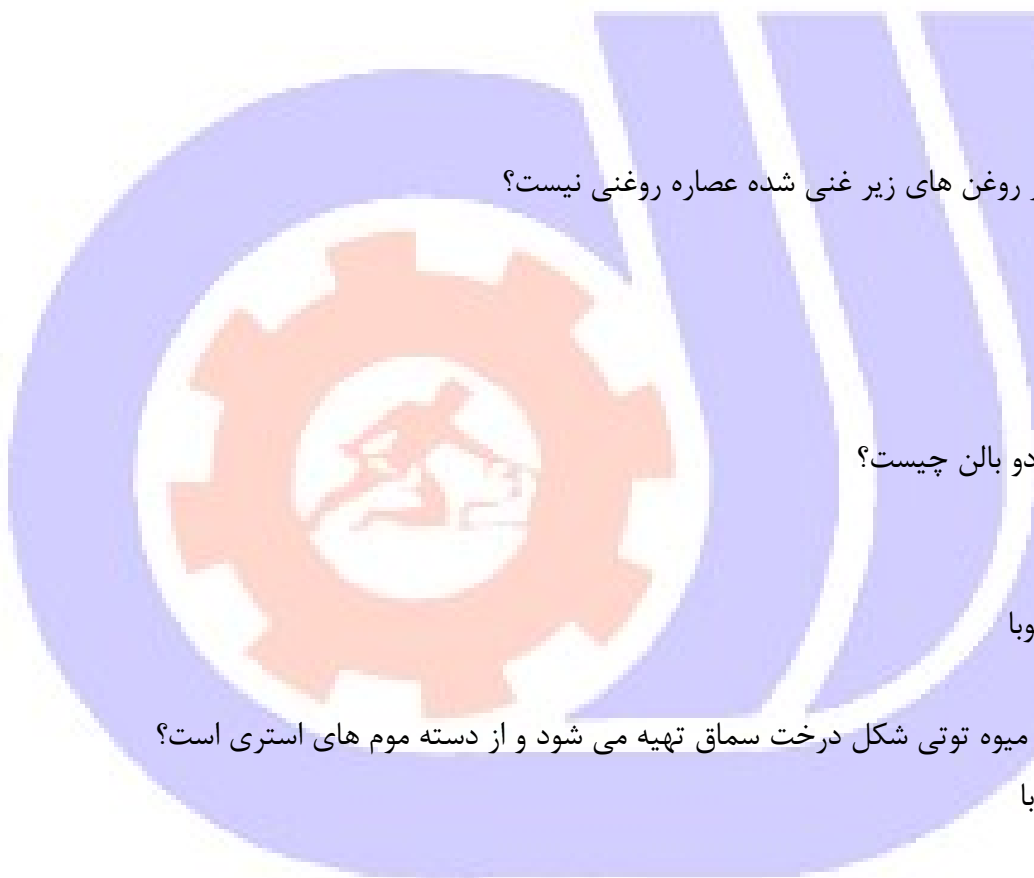 روغن های زیر غنی شده عصاره روغنی نیست؟
دو بالن چیست؟
وبا
میوه توتی شکل درخت سماق تهیه می شود و از دسته موم های استری است؟
با